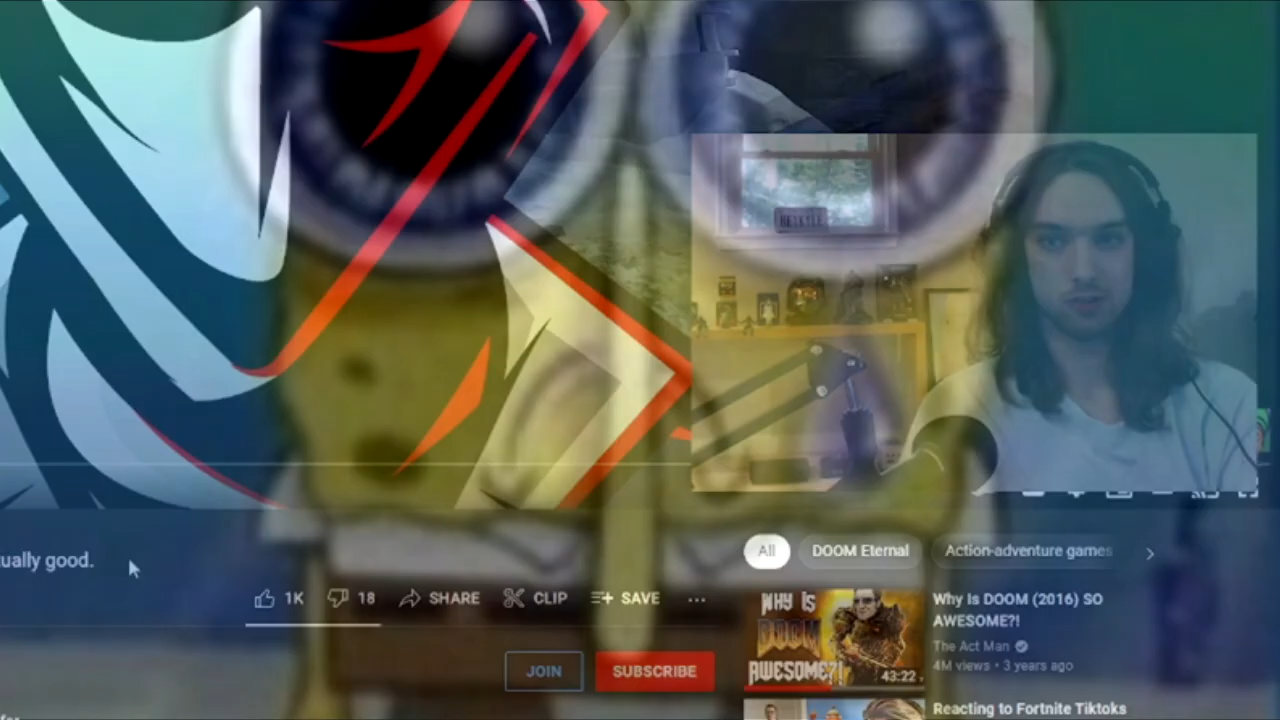 HEYKYLE
ually good.
1K 18 SHARE CLIP SAVE
JOIN SUBSCRIBE
All DOOM Eternal Action-adventure games
WHY IS
DOOM
AWESOME?!
43:22
Why Is DOOM (2016) SO
AWESOME?!
The Act Man
4M views • 3 years ago
Reacting to Fortnite Tiktoks